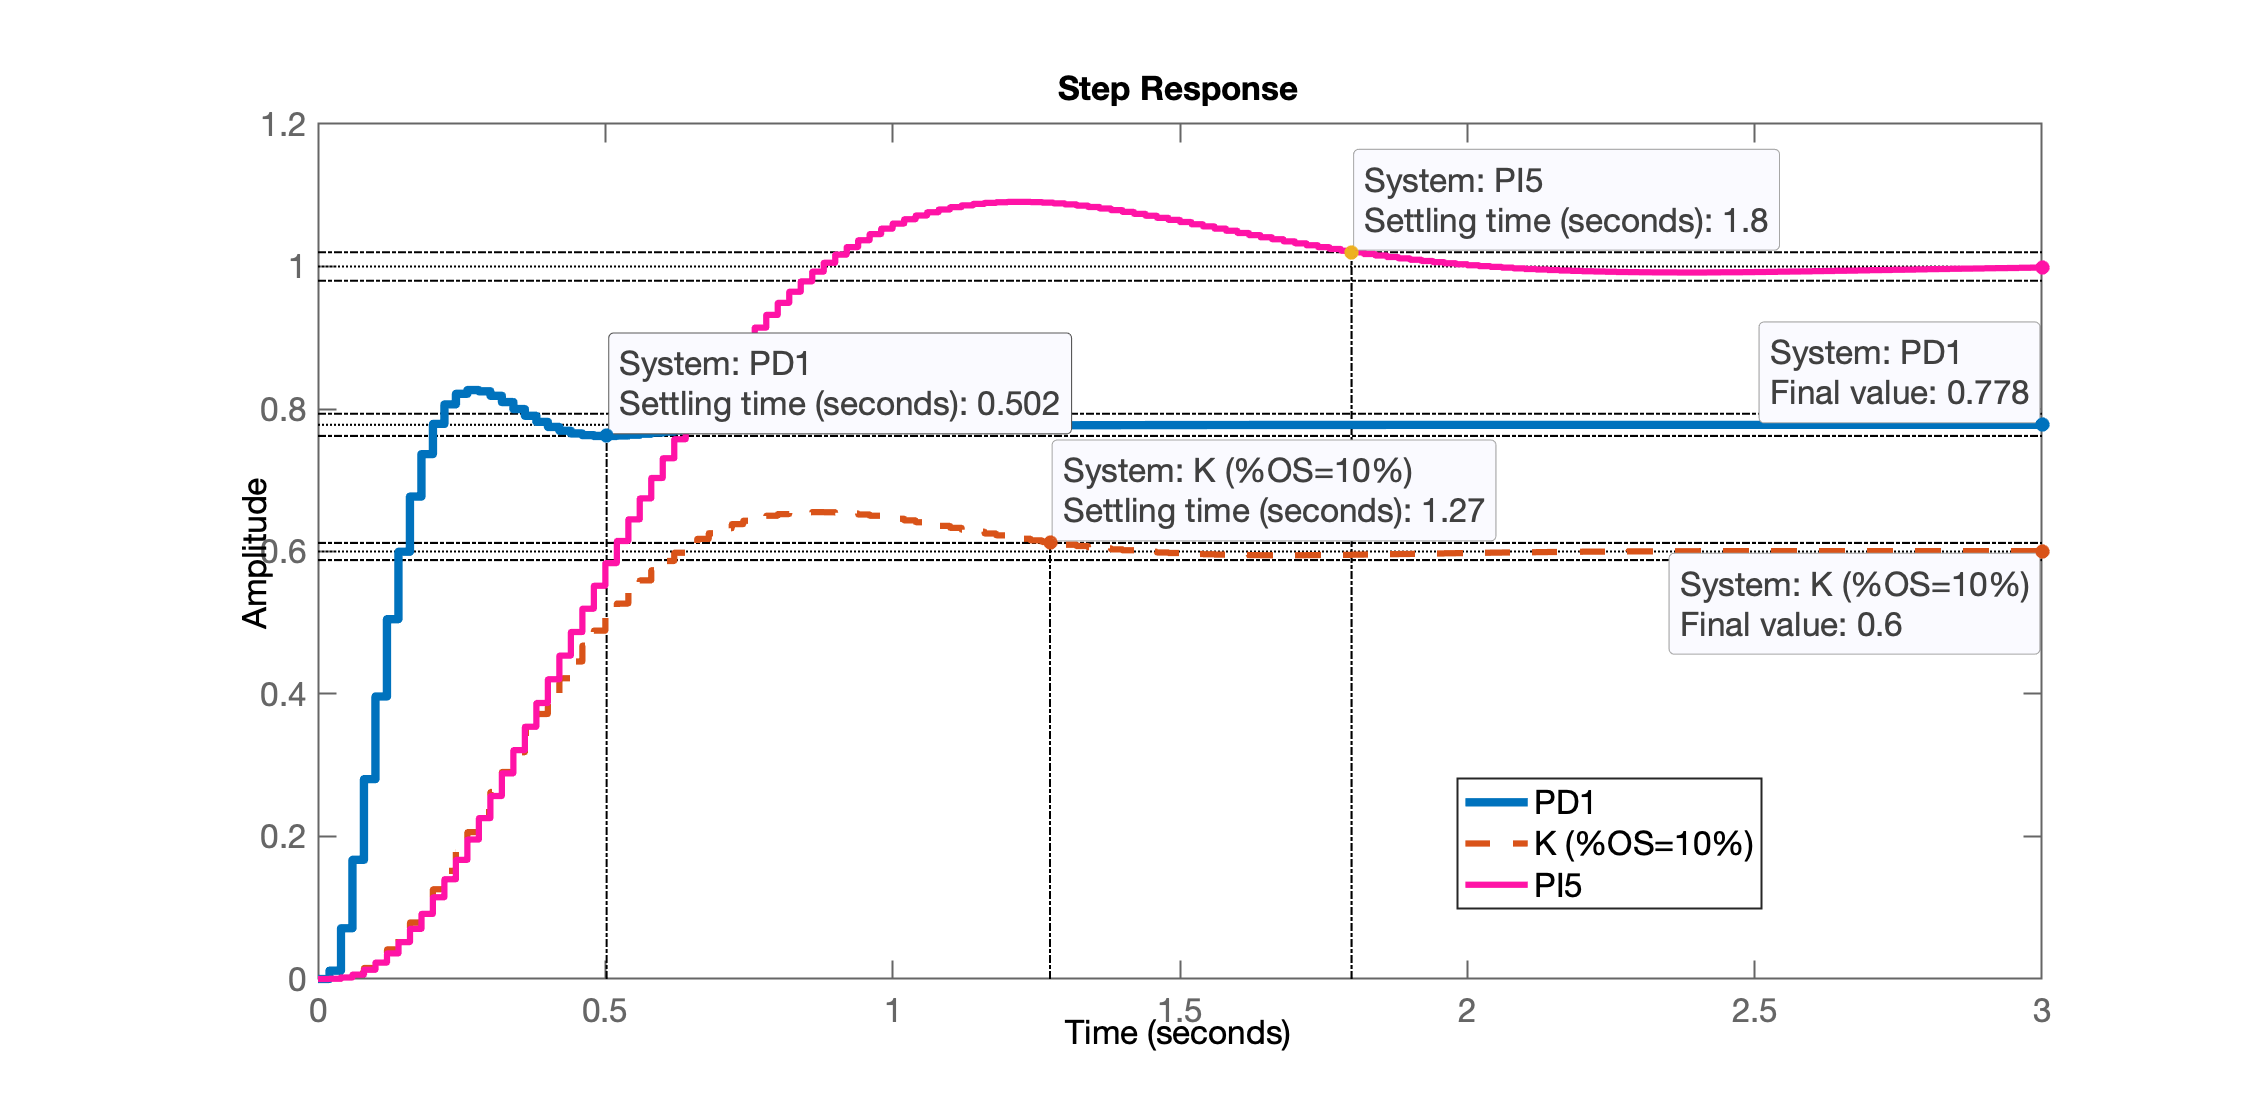 Step Response
1.2
1
0.8
0.6
0.4
0.2
0
Amplitude
System: PI5
Settling time (seconds): 1.8
System: PD1
Final value: 0.778
System: PD1
Settling time (seconds): 0.502
System: K (%OS=10%)
Settling time (seconds): 1.27
System: K (%OS=10%)
Final value: 0.6
PD1
K (%OS=10%)
PI5
0 0.5 1 1.5 2 2.5 3
Time (seconds)